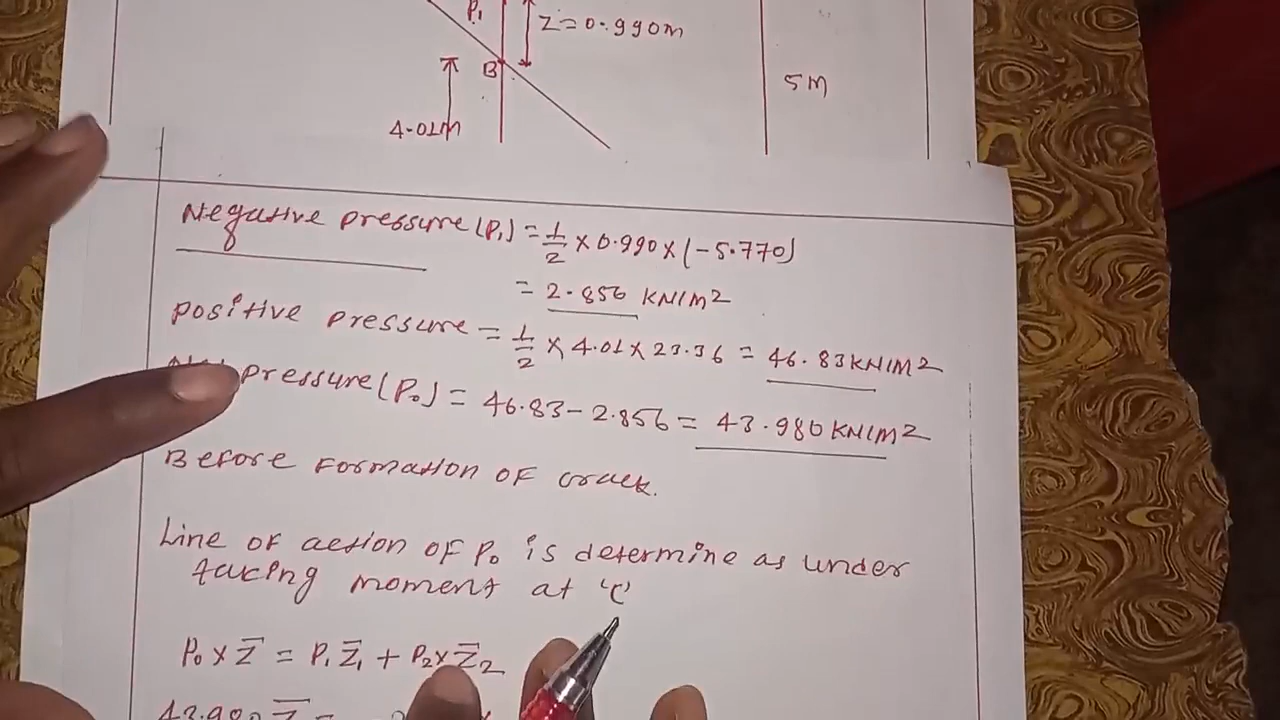 P1
Z=0.990m
B
5M
4.01M
Negative pressure(P1) = 1/2 × 0.990 × (-5.770)
= 2.856 KN/M2
Positive pressure = 1/2 × 4.01 × 23.36 = 46.83KN/M2
pressure(P0) = 46.83-2.856 = 43.980 KN/M2
Before Formation of crack.
Line of action of P0 is determine as under
taking moment at 'C'
P0 × Z̅ = P1 Z̅1 + P2 × Z̅2